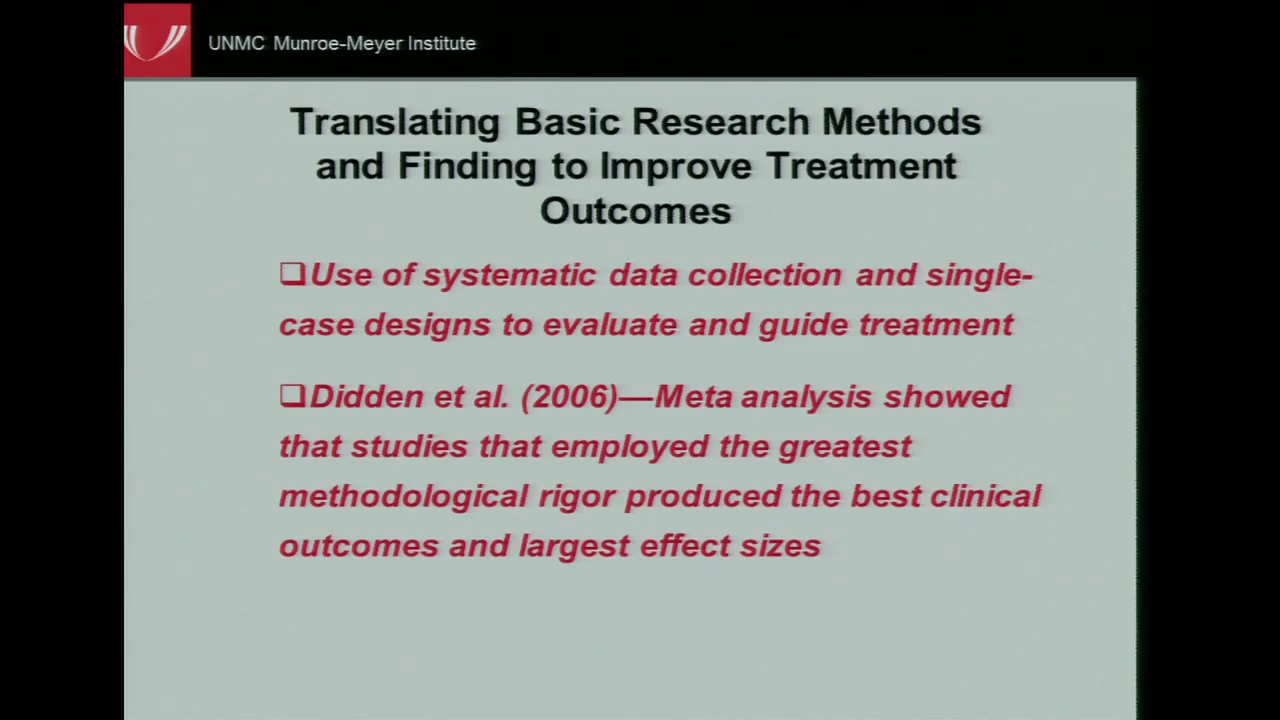 UNMC Munroe-Meyer Institute
Translating Basic Research Methods
and Finding to Improve Treatment
Outcomes
❑Use of systematic data collection and single-
case designs to evaluate and guide treatment
❑Didden et al. (2006)—Meta analysis showed
that studies that employed the greatest
methodological rigor produced the best clinical
outcomes and largest effect sizes